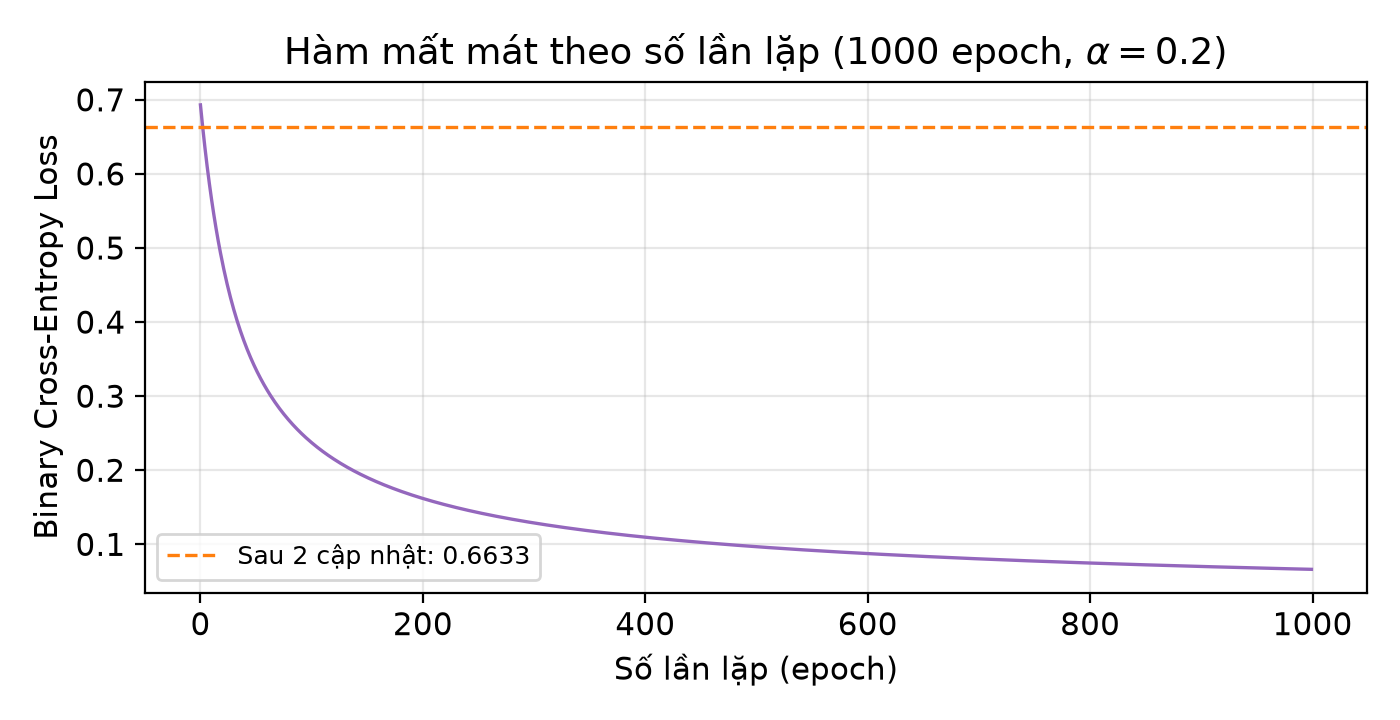 Hàm mất mát theo số lần lặp (1000 epoch, α = 0.2)
Binary Cross-Entropy Loss
0.7
0.6
0.5
0.4
0.3
0.2
0.1
Sau 2 cập nhật: 0.6633
0 200 400 600 800 1000
Số lần lặp (epoch)